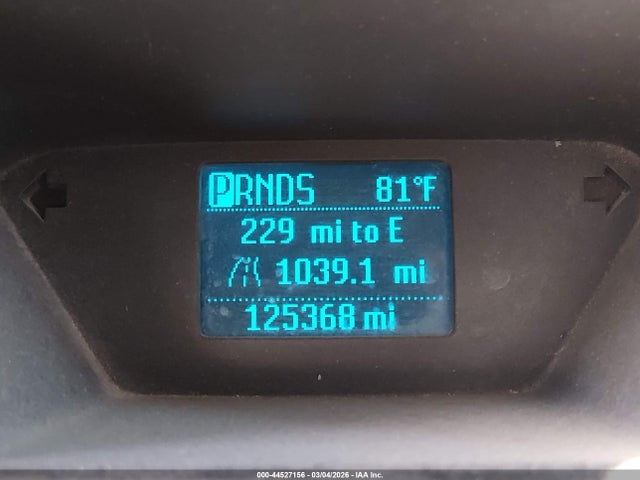 PRNDS 81°F
229 mi to E
1039.1 mi
125368 mi
000-44527156 - 03/04/2026 - IAA Inc.